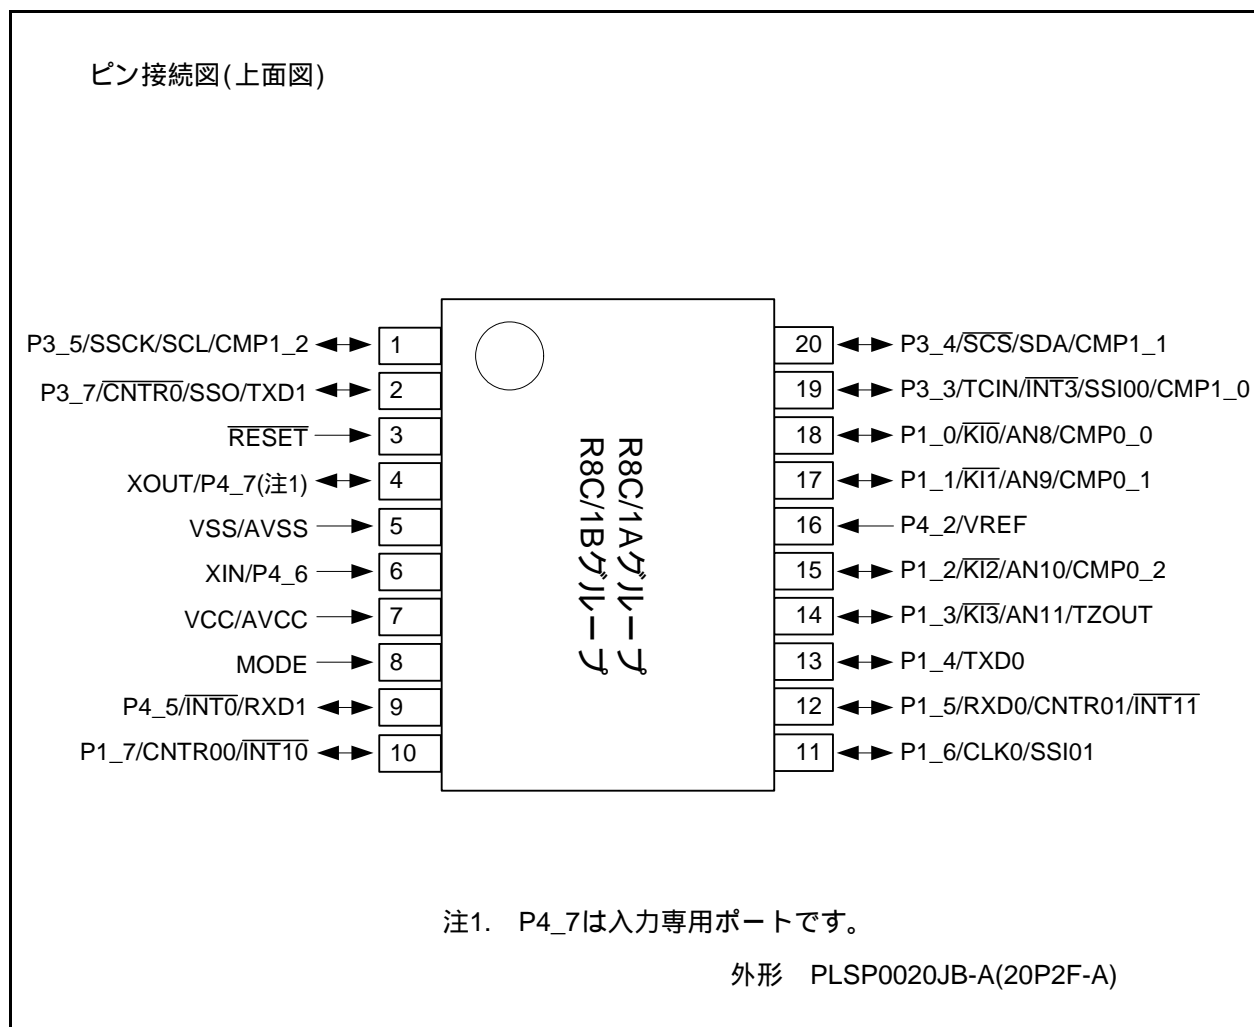 ピン接続図(上面図)
P3_5/SSCK/SCL/CMP1_2
1
P3_7/CNTR0/SSO/TXD1
2
RESET
3
XOUT/P4_7(注1)
4
VSS/AVSS
5
XIN/P4_6
6
VCC/AVCC
7
MODE
8
P4_5/INT0/RXD1
9
P1_7/CNTR00/INT10
10
R8C/1Aグループ
R8C/1Bグループ
20
P3_4/SCS/SDA/CMP1_1
19
P3_3/TCIN/INT3/SSI00/CMP1_0
18
P1_0/KI0/AN8/CMP0_0
17
P1_1/KI1/AN9/CMP0_1
16
P4_2/VREF
15
P1_2/KI2/AN10/CMP0_2
14
P1_3/KI3/AN11/TZOUT
13
P1_4/TXD0
12
P1_5/RXD0/CNTR01/INT11
11
P1_6/CLK0/SSI01
注1. P4_7は入力専用ポートです。
外形 PLSP0020JB-A(20P2F-A)